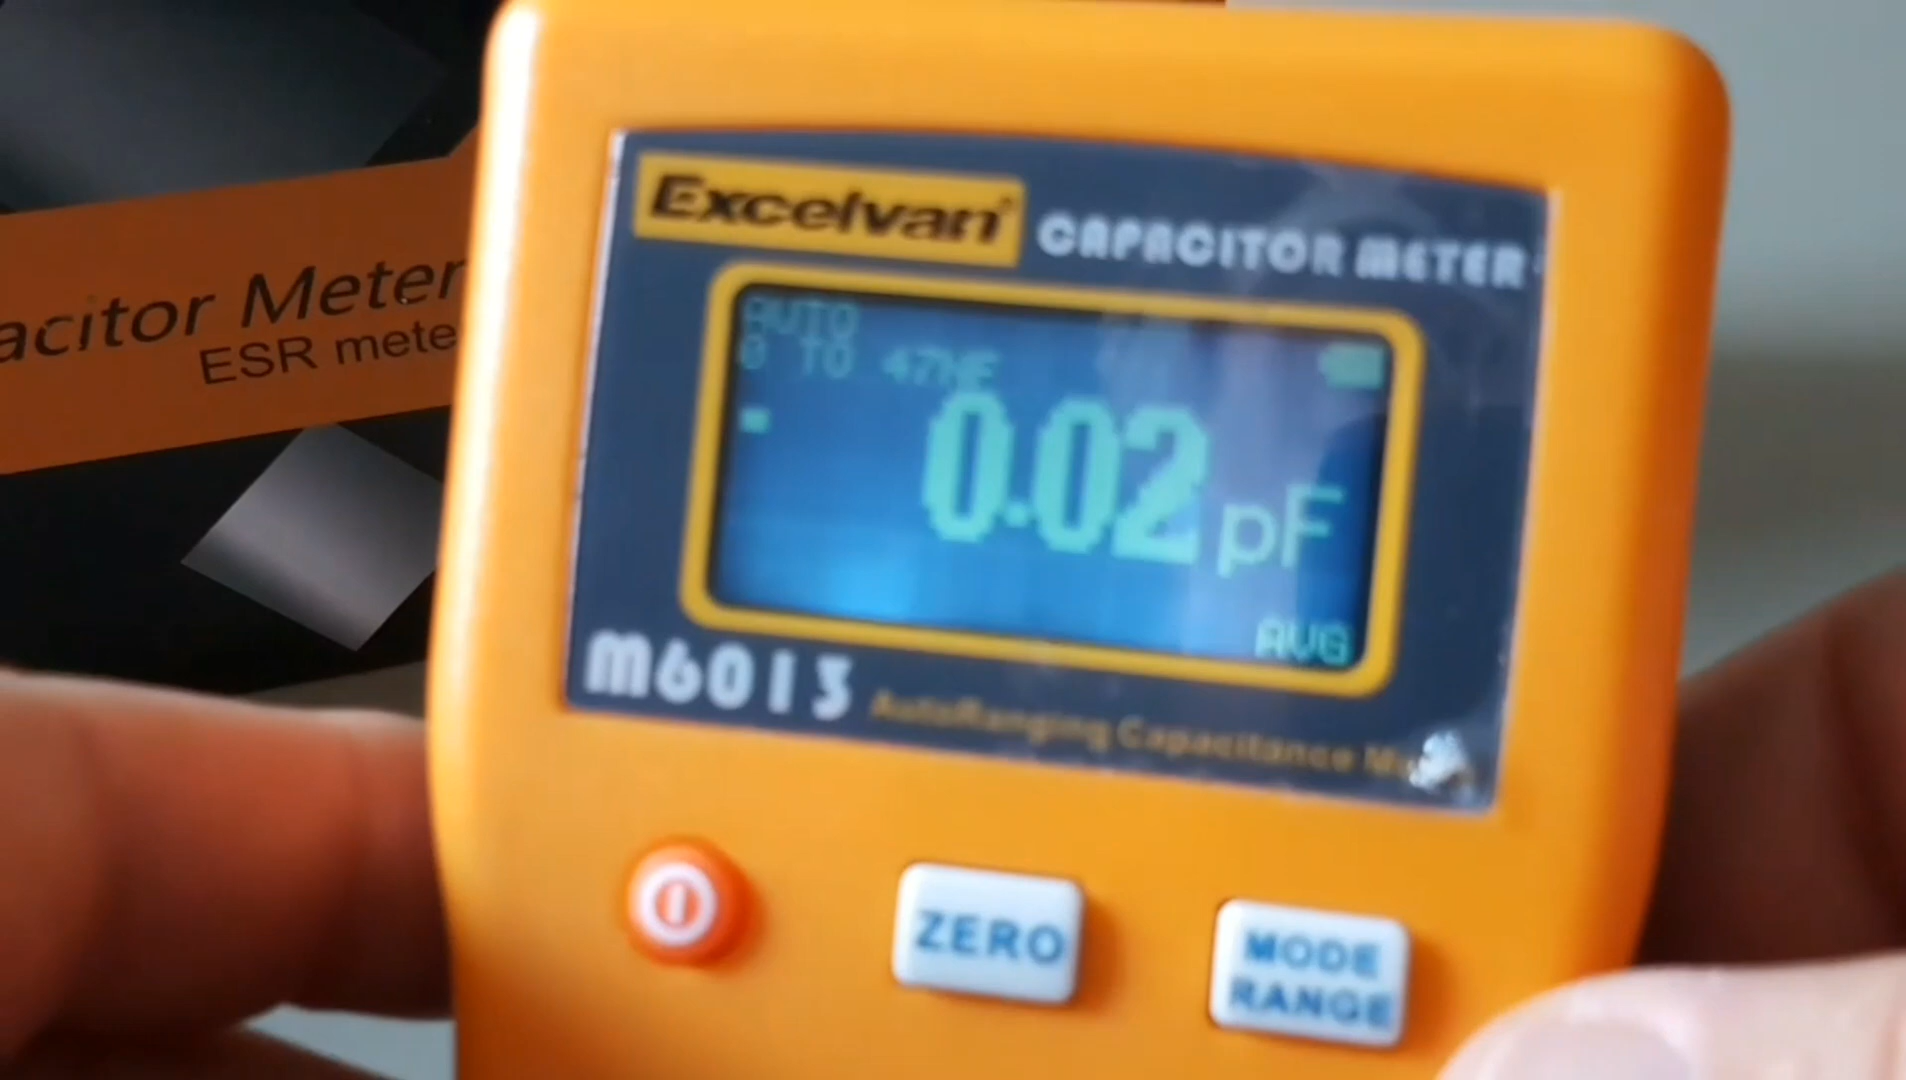 Excelvan
CAPACITOR METER
AUTO
0 TO 47
0.02 pF
AVG
M6013 AutoRanging Capacitance
ZERO
MODE
RANGE
acitor Meter
ESR mete